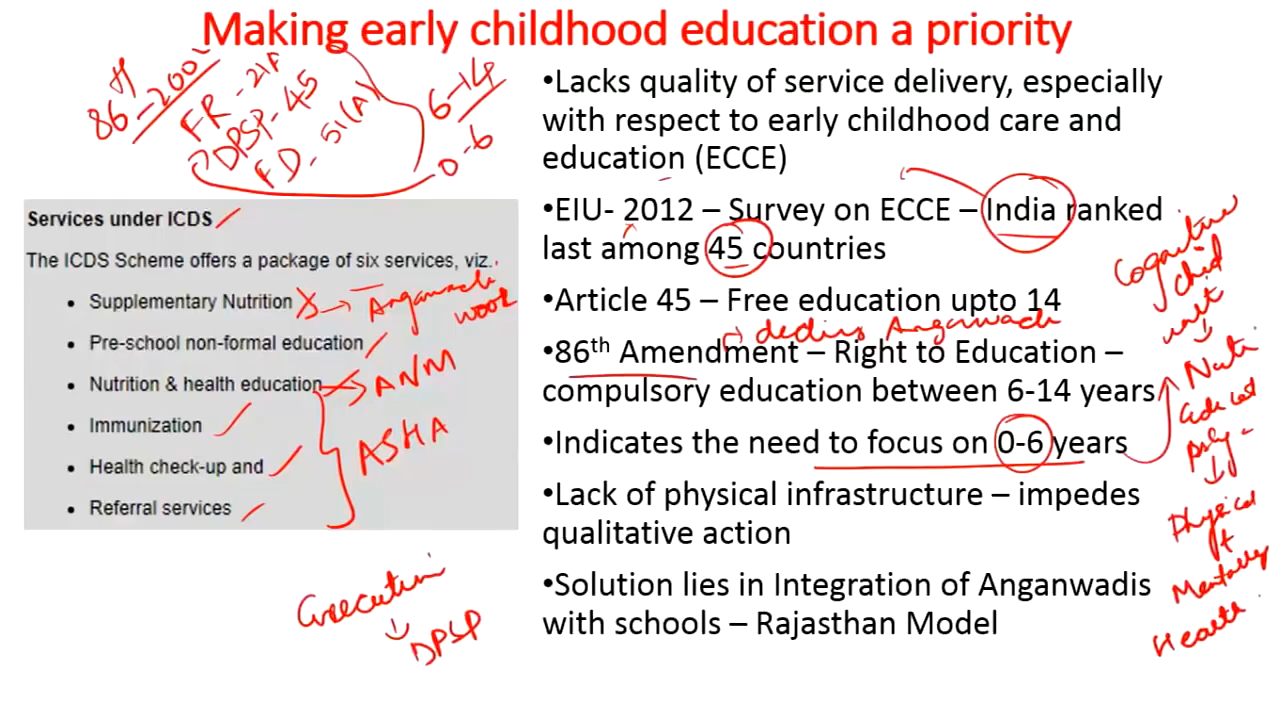 Making early childhood education a priority
86th - 2002
FR - 21A
DPSP - 45
FD - 51(A)
6-14
0-6
Services under ICDS
The ICDS Scheme offers a package of six services, viz.
• Supplementary Nutrition
• Pre-school non-formal education
• Nutrition & health education
• Immunization
• Health check-up and
• Referral services
ANM
ASHA
DPSP
•Lacks quality of service delivery, especially
with respect to early childhood care and
education (ECCE)
•EIU- 2012 – Survey on ECCE – India ranked
last among 45 countries
•Article 45 – Free education upto 14
•86th Amendment – Right to Education –
compulsory education between 6-14 years
•Indicates the need to focus on 0-6 years
•Lack of physical infrastructure – impedes
qualitative action
•Solution lies in Integration of Anganwadis
with schools – Rajasthan Model
Cognitive
Physical
+
Mentally
Health